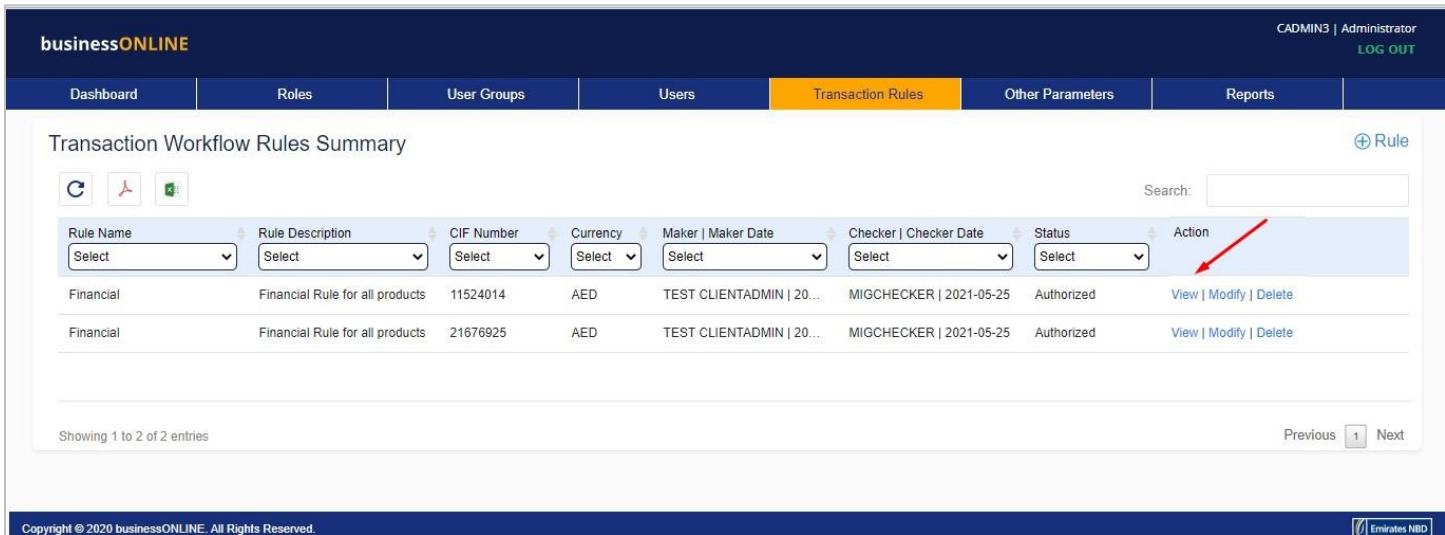 CADMIN3 | Administrator
businessONLINE
LOG OUT
Dashboard Roles User Groups Users Transaction Rules Other Parameters Reports
Transaction Workflow Rules Summary
Rule
Search:
Rule Name Rule Description CIF Number Currency Maker | Maker Date Checker | Checker Date Status Action
Select Select Select Select Select Select Select
Financial Financial Rule for all products 11524014 AED TEST CLIENTADMIN | 20... MIGCHECKER | 2021-05-25 Authorized View | Modify | Delete
Financial Financial Rule for all products 21676925 AED TEST CLIENTADMIN | 20... MIGCHECKER | 2021-05-25 Authorized View | Modify | Delete
Showing 1 to 2 of 2 entries
Previous 1 Next
Copyright © 2020 businessONLINE. All Rights Reserved.
Emirates NBD